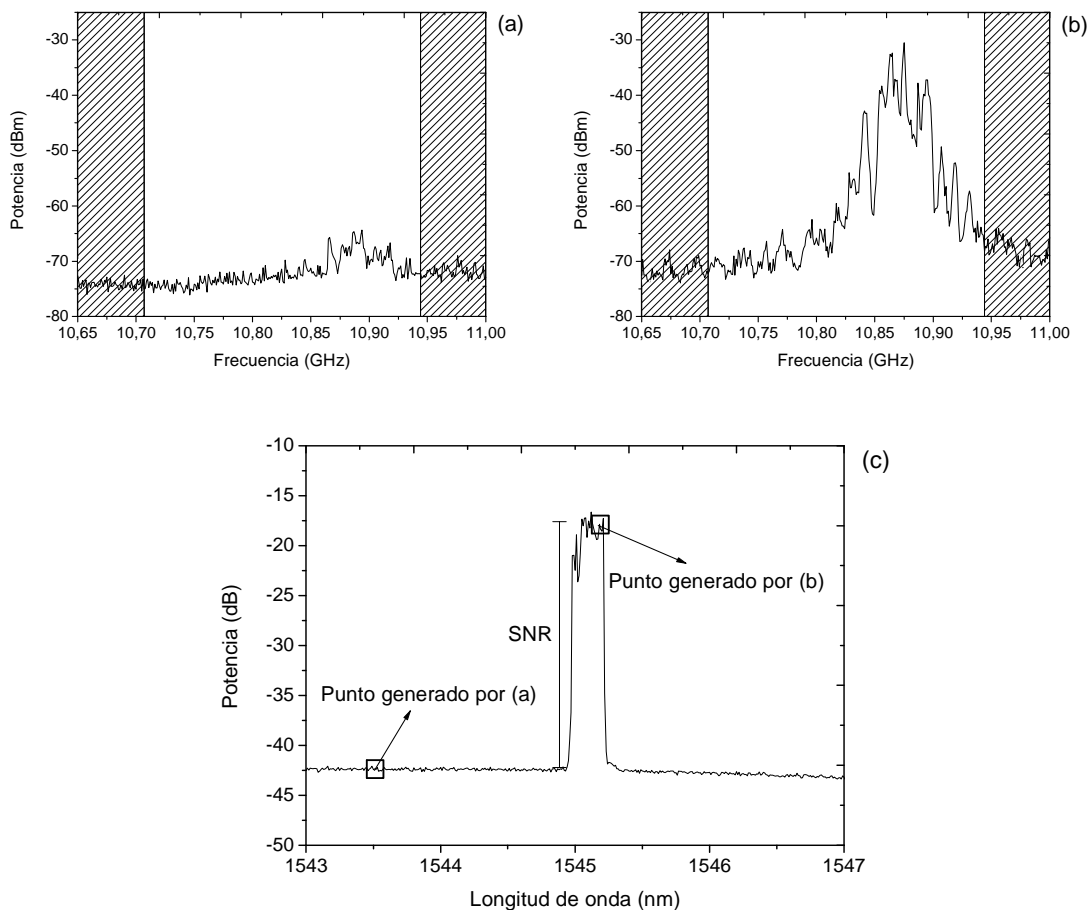 (a)
Potencia (dBm)
-30
-40
-50
-60
-70
-80
10,65 10,70 10,75 10,80 10,85 10,90 10,95 11,00
Frecuencia (GHz)
(b)
Potencia (dBm)
-30
-40
-50
-60
-70
-80
10,65 10,70 10,75 10,80 10,85 10,90 10,95 11,00
Frecuencia (GHz)
(c)
Potencia (dB)
-10
-15
-20
-25
-30
-35
-40
-45
-50
Punto generado por (b)
SNR
Punto generado por (a)
1543 1544 1545 1546 1547
Longitud de onda (nm)